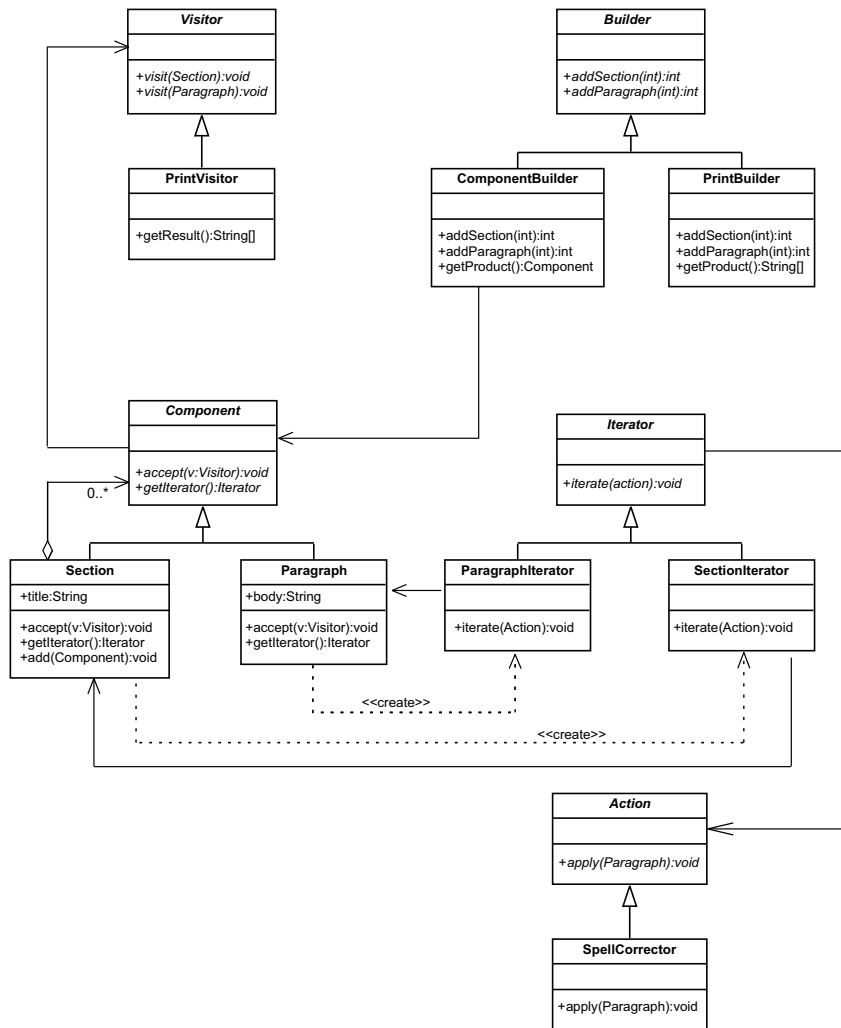 Visitor
+visit(Section):void
+visit(Paragraph):void
Builder
+addSection(int):int
+addParagraph(int):int
PrintVisitor
+getResult():String[]
ComponentBuilder
+addSection(int):int
+addParagraph(int):int
+getProduct():Component
PrintBuilder
+addSection(int):int
+addParagraph(int):int
+getProduct():String[]
Component
+accept(v:Visitor):void
+getIterator():Iterator
0..*
Iterator
+iterate(action):void
Section
+title:String
+accept(v:Visitor):void
+getIterator():Iterator
+add(Component):void
Paragraph
+body:String
+accept(v:Visitor):void
+getIterator():Iterator
ParagraphIterator
+iterate(Action):void
SectionIterator
+iterate(Action):void
<<create>>
<<create>>
Action
+apply(Paragraph):void
SpellCorrector
+apply(Paragraph):void